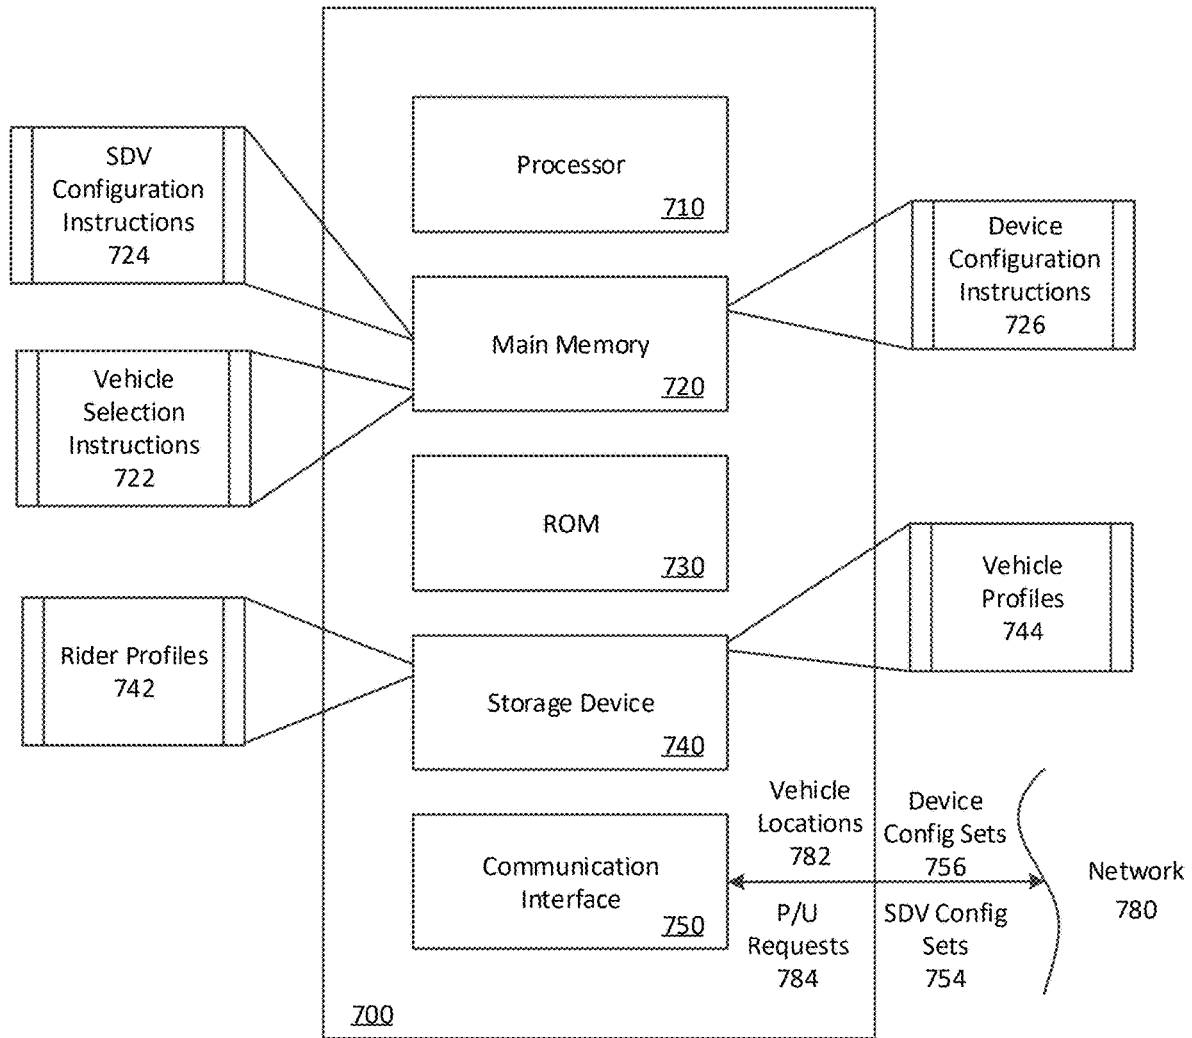 Processor
710
SDV
Configuration
Instructions
724
Device
Configuration
Instructions
726
Main Memory
720
Vehicle
Selection
Instructions
722
ROM
730
Vehicle
Profiles
744
Rider Profiles
742
Storage Device
740
Vehicle
Locations
782
Device
Config Sets
756
Communication
Interface
750
Network
780
P/U
Requests
784
SDV Config
Sets
754
700